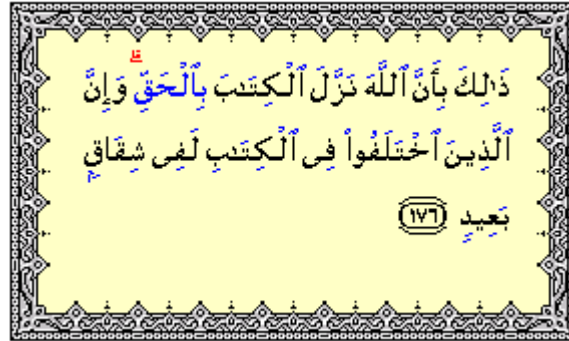 ذَٰلِكَ بِأَنَّ ٱللَّهَ نَزَّلَ ٱلْكِتَٰبَ بِٱلْحَقِّ ۗ وَإِنَّ
ٱلَّذِينَ ٱخْتَلَفُوا۟ فِى ٱلْكِتَٰبِ لَفِى شِقَاقٍۭ
بَعِيدٍ ١٧٦